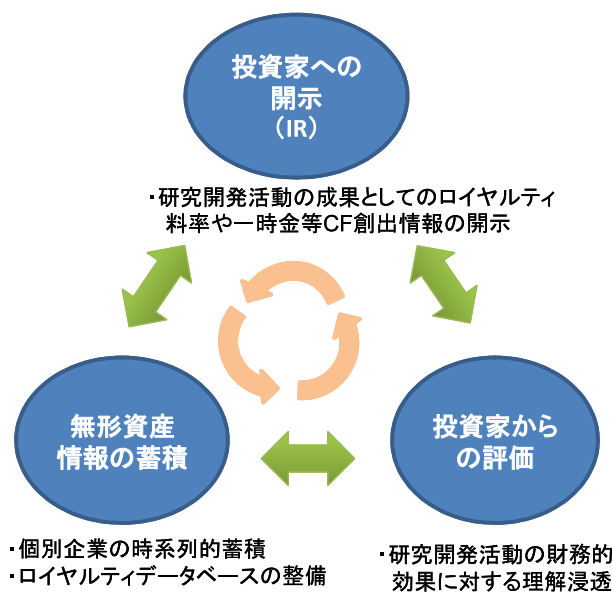 投資家への
開示
（IR）
・研究開発活動の成果としてのロイヤルティ
料率や一時金等CF創出情報の開示
無形資産
情報の蓄積
投資家から
の評価
・個別企業の時系列的蓄積
・ロイヤルティデータベースの整備
・研究開発活動の財務的
効果に対する理解浸透